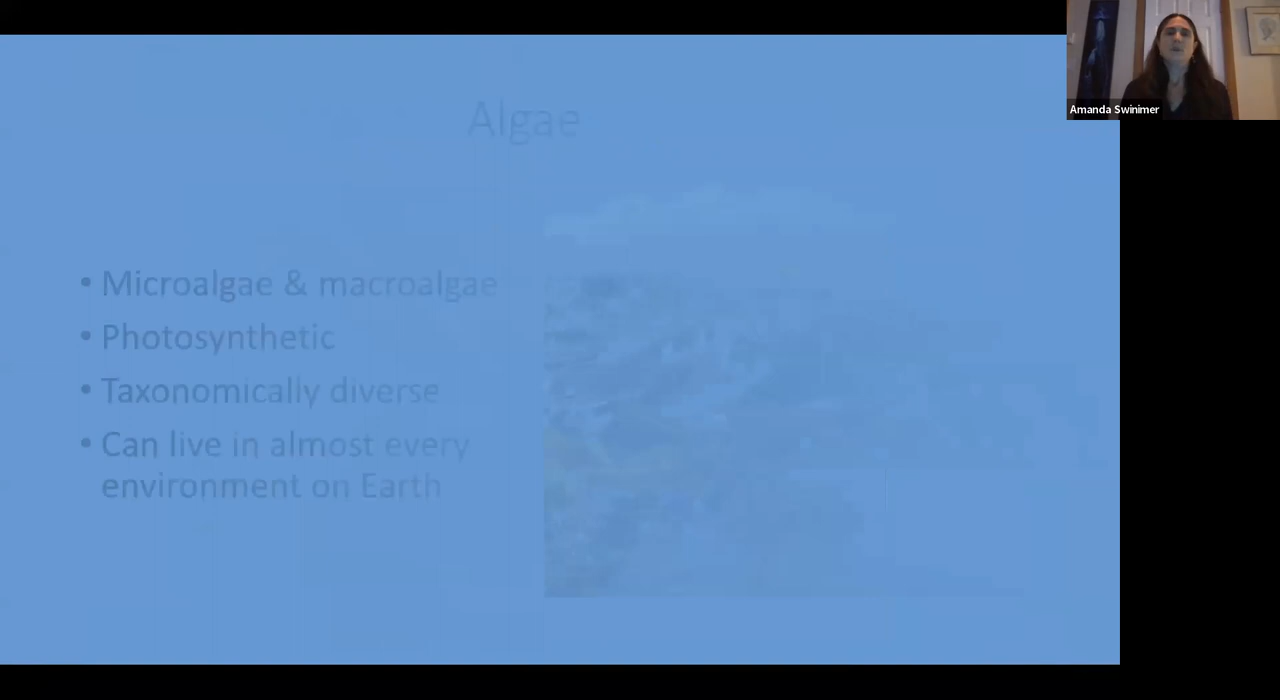 Amanda Swinimer
Algae
• Microalgae & macroalgae
• Photosynthetic
• Taxonomically diverse
• Can live in almost every
environment on Earth